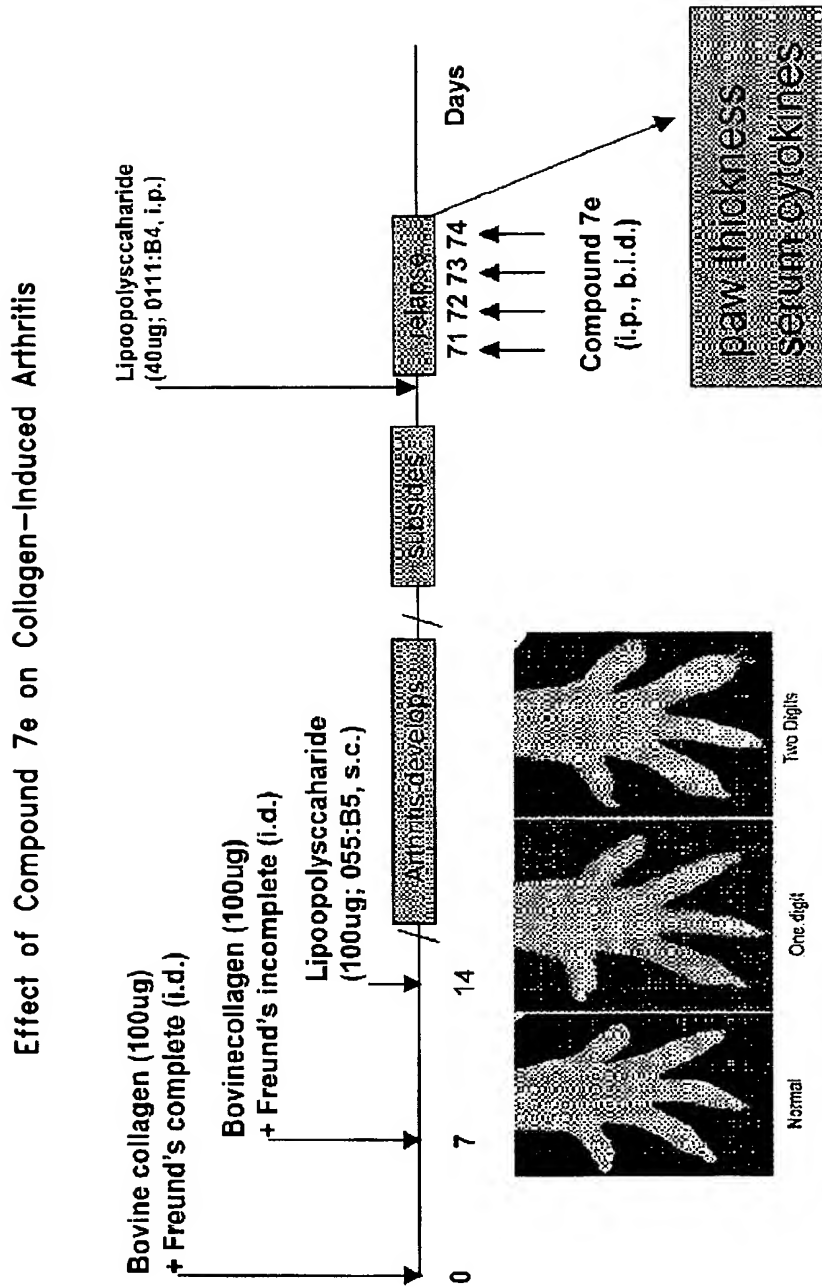 Effect of Compound 7e on Collagen-Induced Arthritis
Bovine collagen (100ug)
+ Freund's complete (i.d.)
Bovinecollagen (100ug)
+ Freund's incomplete (i.d.)
Lipoopolysccaharide
(100ug; 055:B5, s.c.)
Lipoopolysccaharide
(40ug; 0111:B4, i.p.)
Arthritis develops
subsides
relapse
0
7
14
71 72 73 74
Days
Compound 7e
(i.p., b.i.d.)
paw thickness
serum cytokines
Normal
One digit
Two Digits